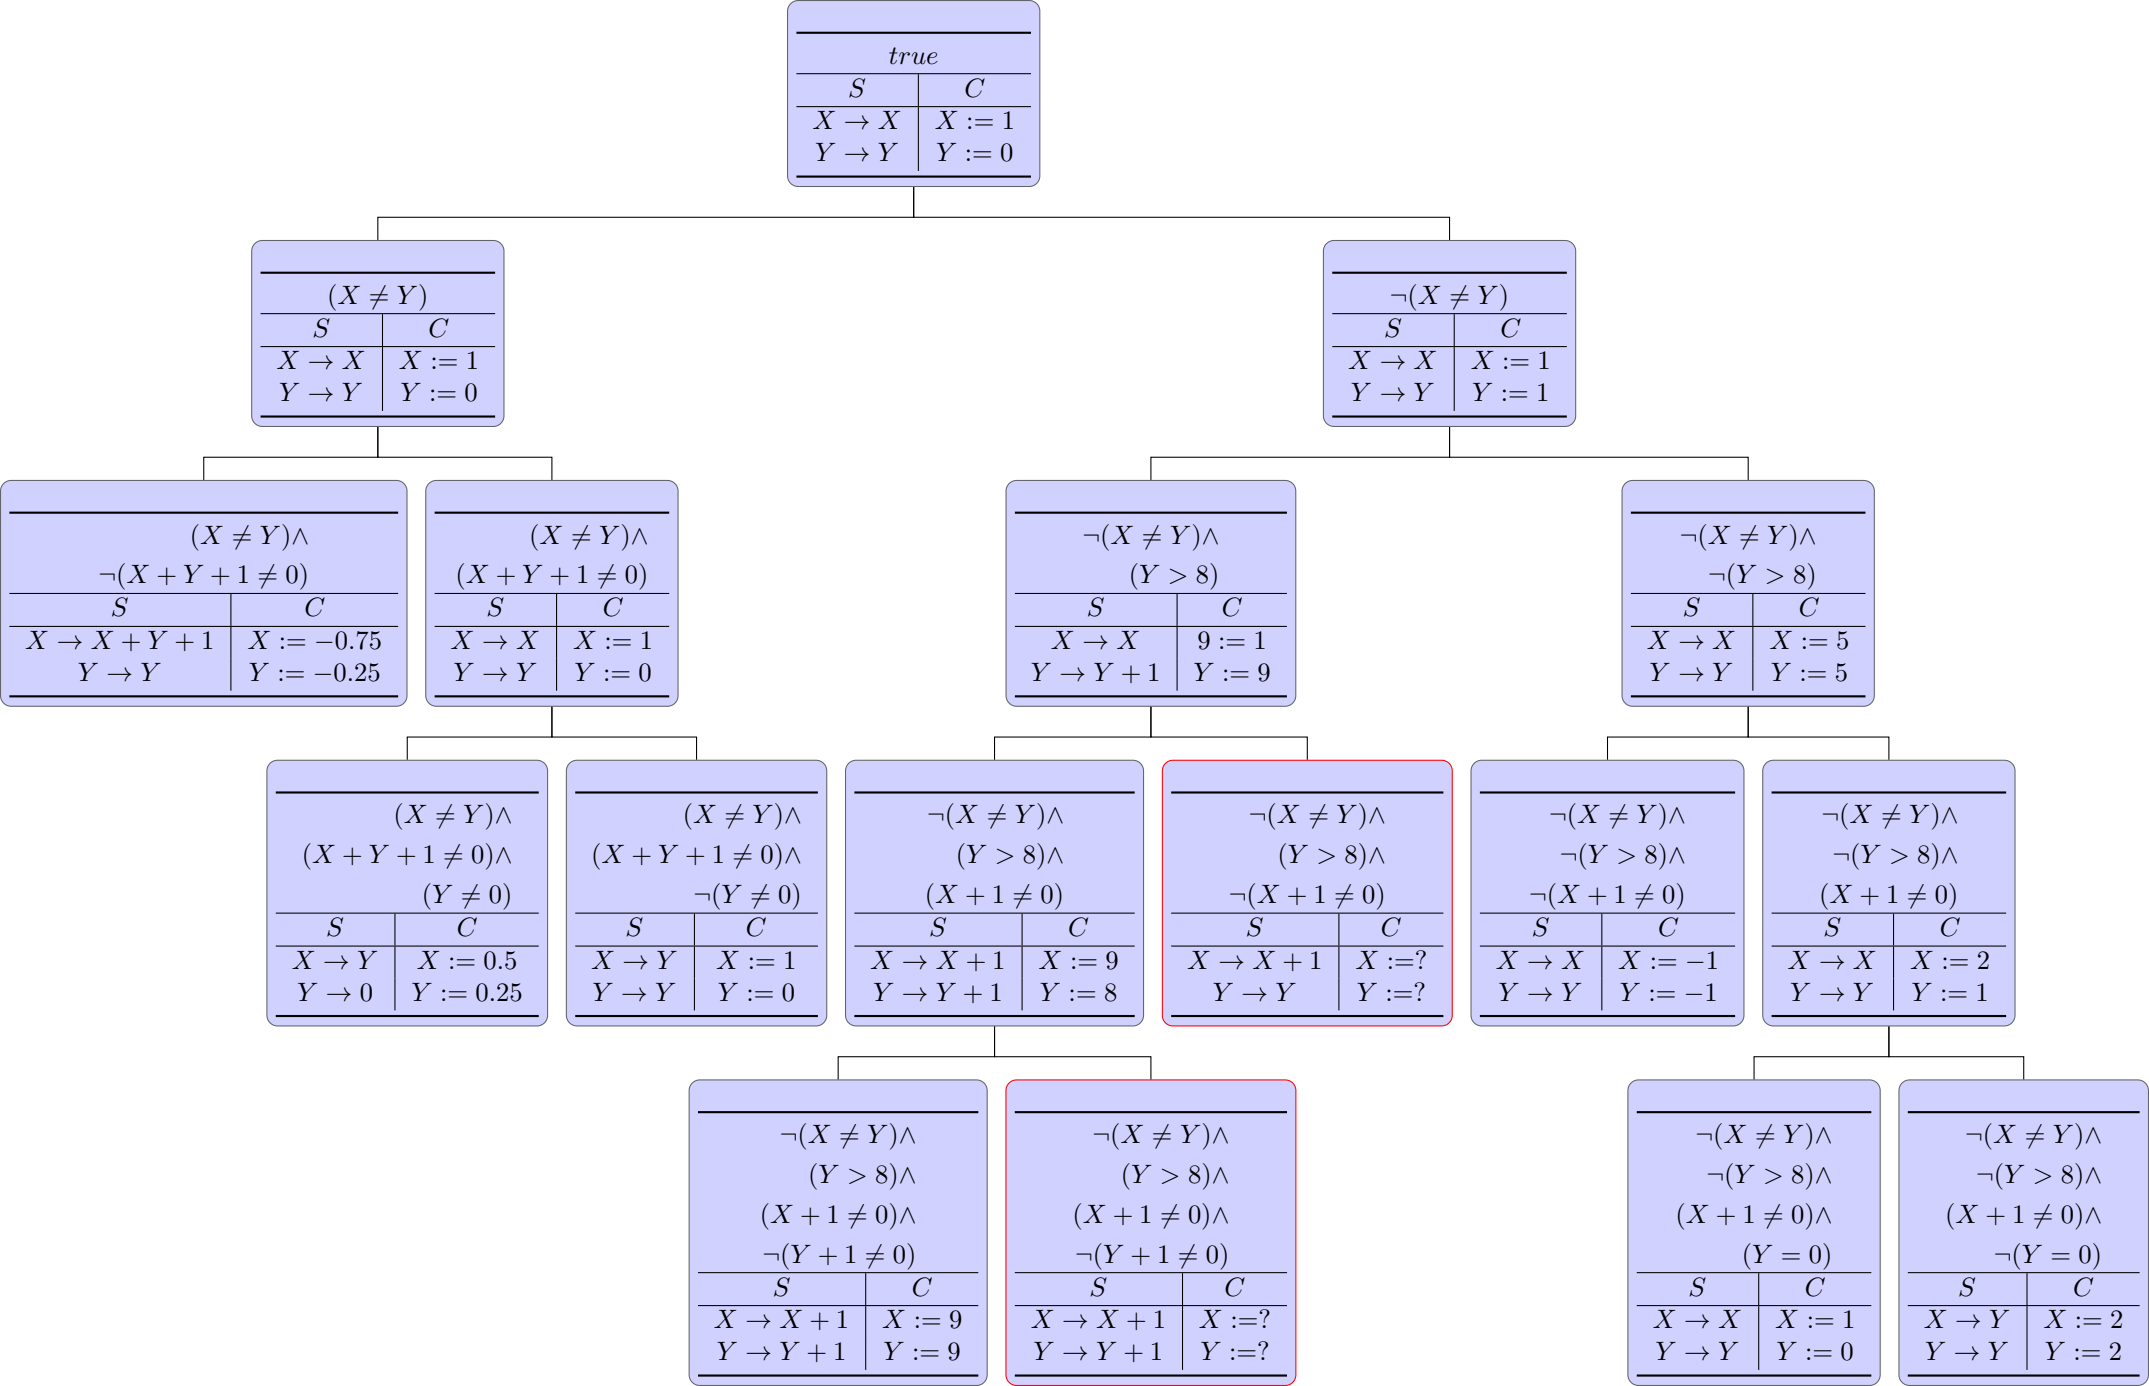 true
S C
X → X X := 1
Y → Y Y := 0
(X ≠ Y)
S C
X → X X := 1
Y → Y Y := 0
¬(X ≠ Y)
S C
X → X X := 1
Y → Y Y := 1
(X ≠ Y)∧
¬(X + Y + 1 ≠ 0)
S C
X → X + Y + 1 X := −0.75
Y → Y Y := −0.25
(X ≠ Y)∧
(X + Y + 1 ≠ 0)
S C
X → X X := 1
Y → Y Y := 0
¬(X ≠ Y)∧
(Y > 8)
S C
X → X 9 := 1
Y → Y + 1 Y := 9
¬(X ≠ Y)∧
¬(Y > 8)
S C
X → X X := 5
Y → Y Y := 5
(X ≠ Y)∧
(X + Y + 1 ≠ 0)∧
(Y ≠ 0)
S C
X → Y X := 0.5
Y → 0 Y := 0.25
(X ≠ Y)∧
(X + Y + 1 ≠ 0)∧
¬(Y ≠ 0)
S C
X → Y X := 1
Y → Y Y := 0
¬(X ≠ Y)∧
(Y > 8)∧
(X + 1 ≠ 0)
S C
X → X + 1 X := 9
Y → Y + 1 Y := 8
¬(X ≠ Y)∧
(Y > 8)∧
¬(X + 1 ≠ 0)
S C
X → X + 1 X :=?
Y → Y Y :=?
¬(X ≠ Y)∧
¬(Y > 8)∧
¬(X + 1 ≠ 0)
S C
X → X X := −1
Y → Y Y := −1
¬(X ≠ Y)∧
¬(Y > 8)∧
(X + 1 ≠ 0)
S C
X → X X := 2
Y → Y Y := 1
¬(X ≠ Y)∧
(Y > 8)∧
(X + 1 ≠ 0)∧
¬(Y + 1 ≠ 0)
S C
X → X + 1 X := 9
Y → Y + 1 Y := 9
¬(X ≠ Y)∧
(Y > 8)∧
(X + 1 ≠ 0)∧
¬(Y + 1 ≠ 0)
S C
X → X + 1 X :=?
Y → Y + 1 Y :=?
¬(X ≠ Y)∧
¬(Y > 8)∧
(X + 1 ≠ 0)∧
(Y = 0)
S C
X → X X := 1
Y → Y Y := 0
¬(X ≠ Y)∧
¬(Y > 8)∧
(X + 1 ≠ 0)∧
¬(Y = 0)
S C
X → Y X := 2
Y → Y Y := 2